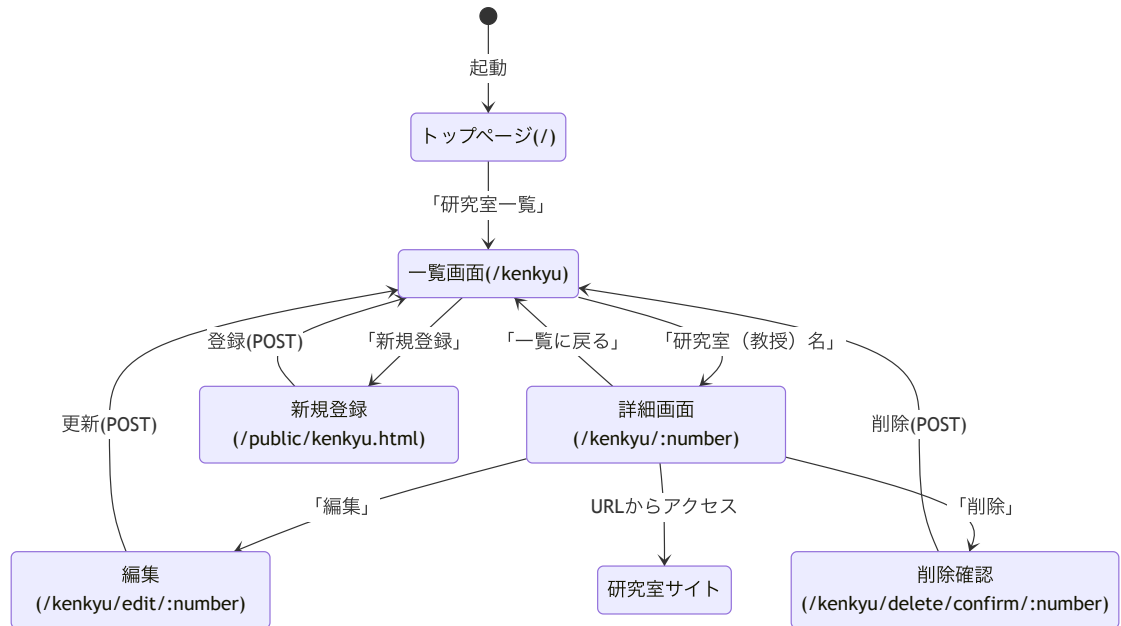 起動
トップページ(/)
「研究室一覧」
一覧画面(/kenkyu)
登録(POST)
「新規登録」
「一覧に戻る」
「研究室（教授）名」
新規登録
(/public/kenkyu.html)
詳細画面
(/kenkyu/:number)
更新(POST)
削除(POST)
「編集」
URLからアクセス
「削除」
編集
(/kenkyu/edit/:number)
研究室サイト
削除確認
(/kenkyu/delete/confirm/:number)